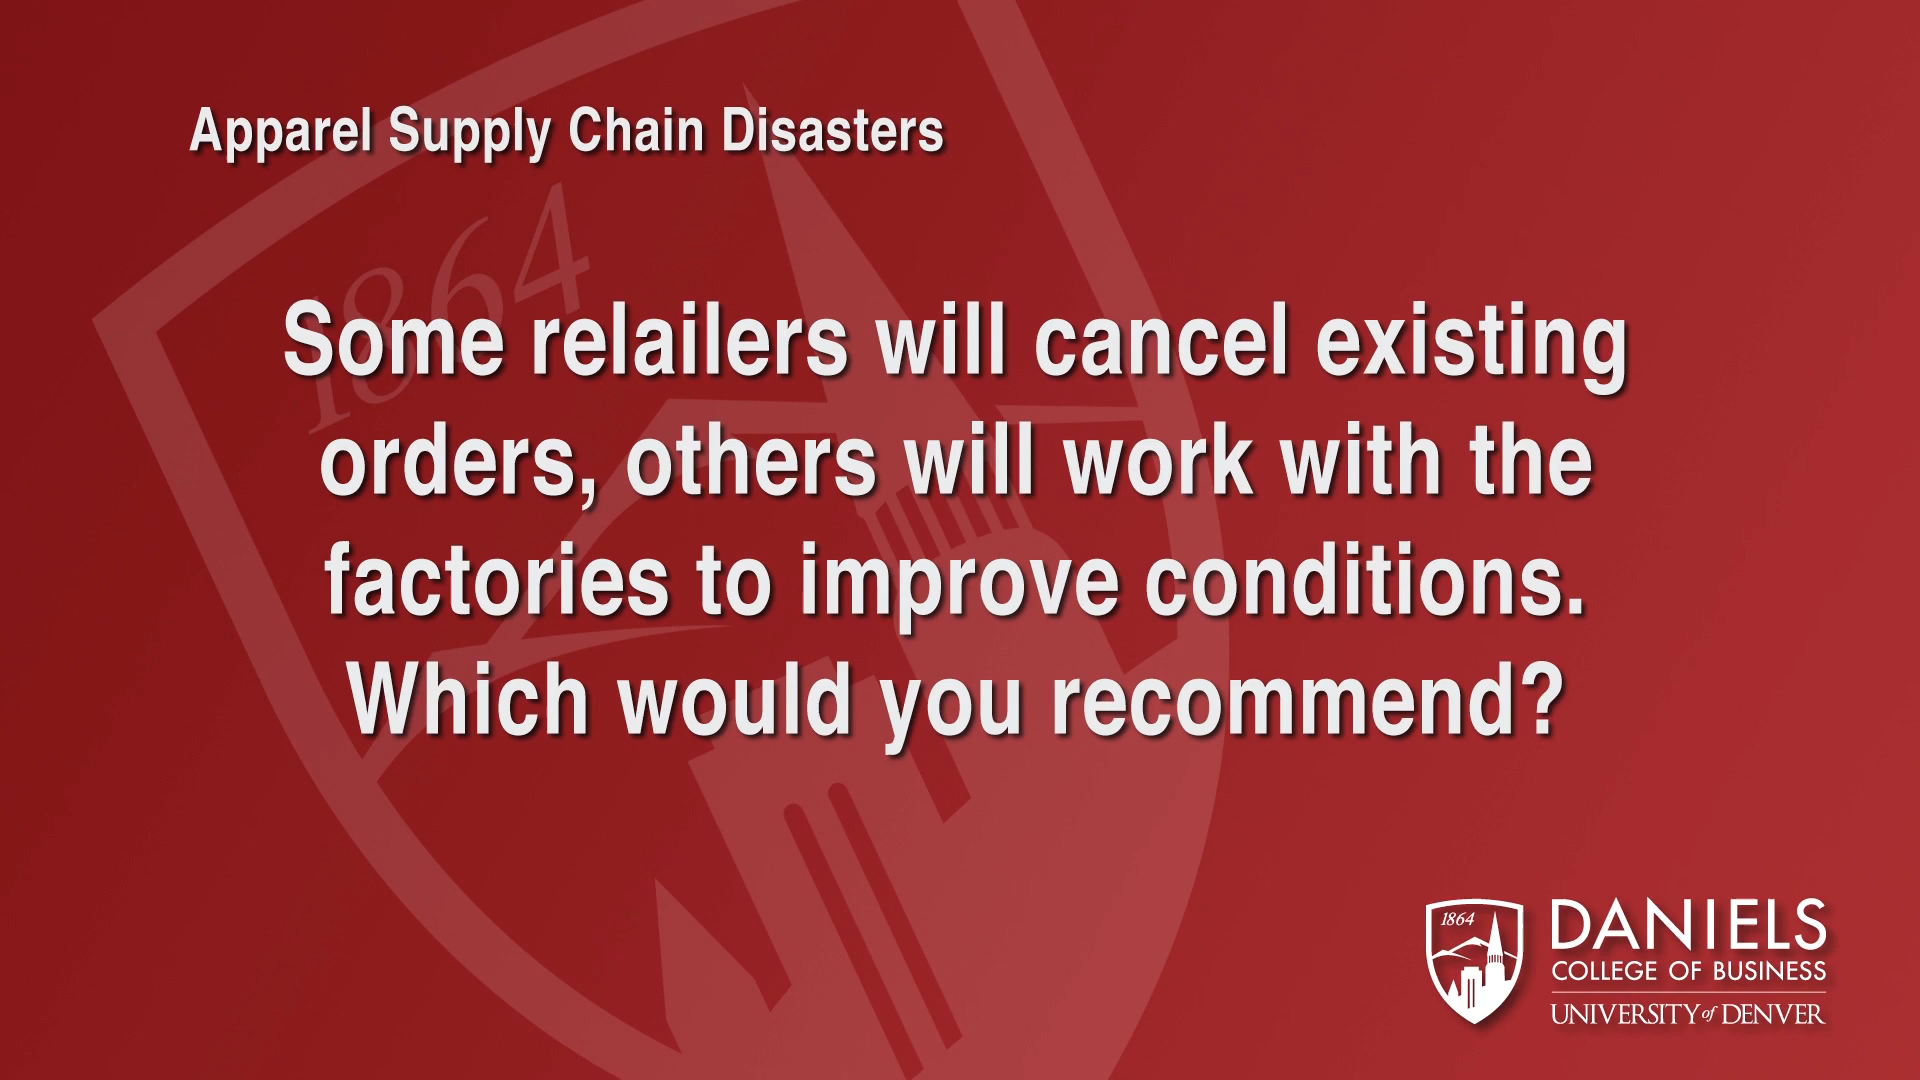 Apparel Supply Chain Disasters
1864
Some relailers will cancel existing
orders, others will work with the
factories to improve conditions.
Which would you recommend?
1864
DANIELS
COLLEGE OF BUSINESS
UNIVERSITY of DENVER